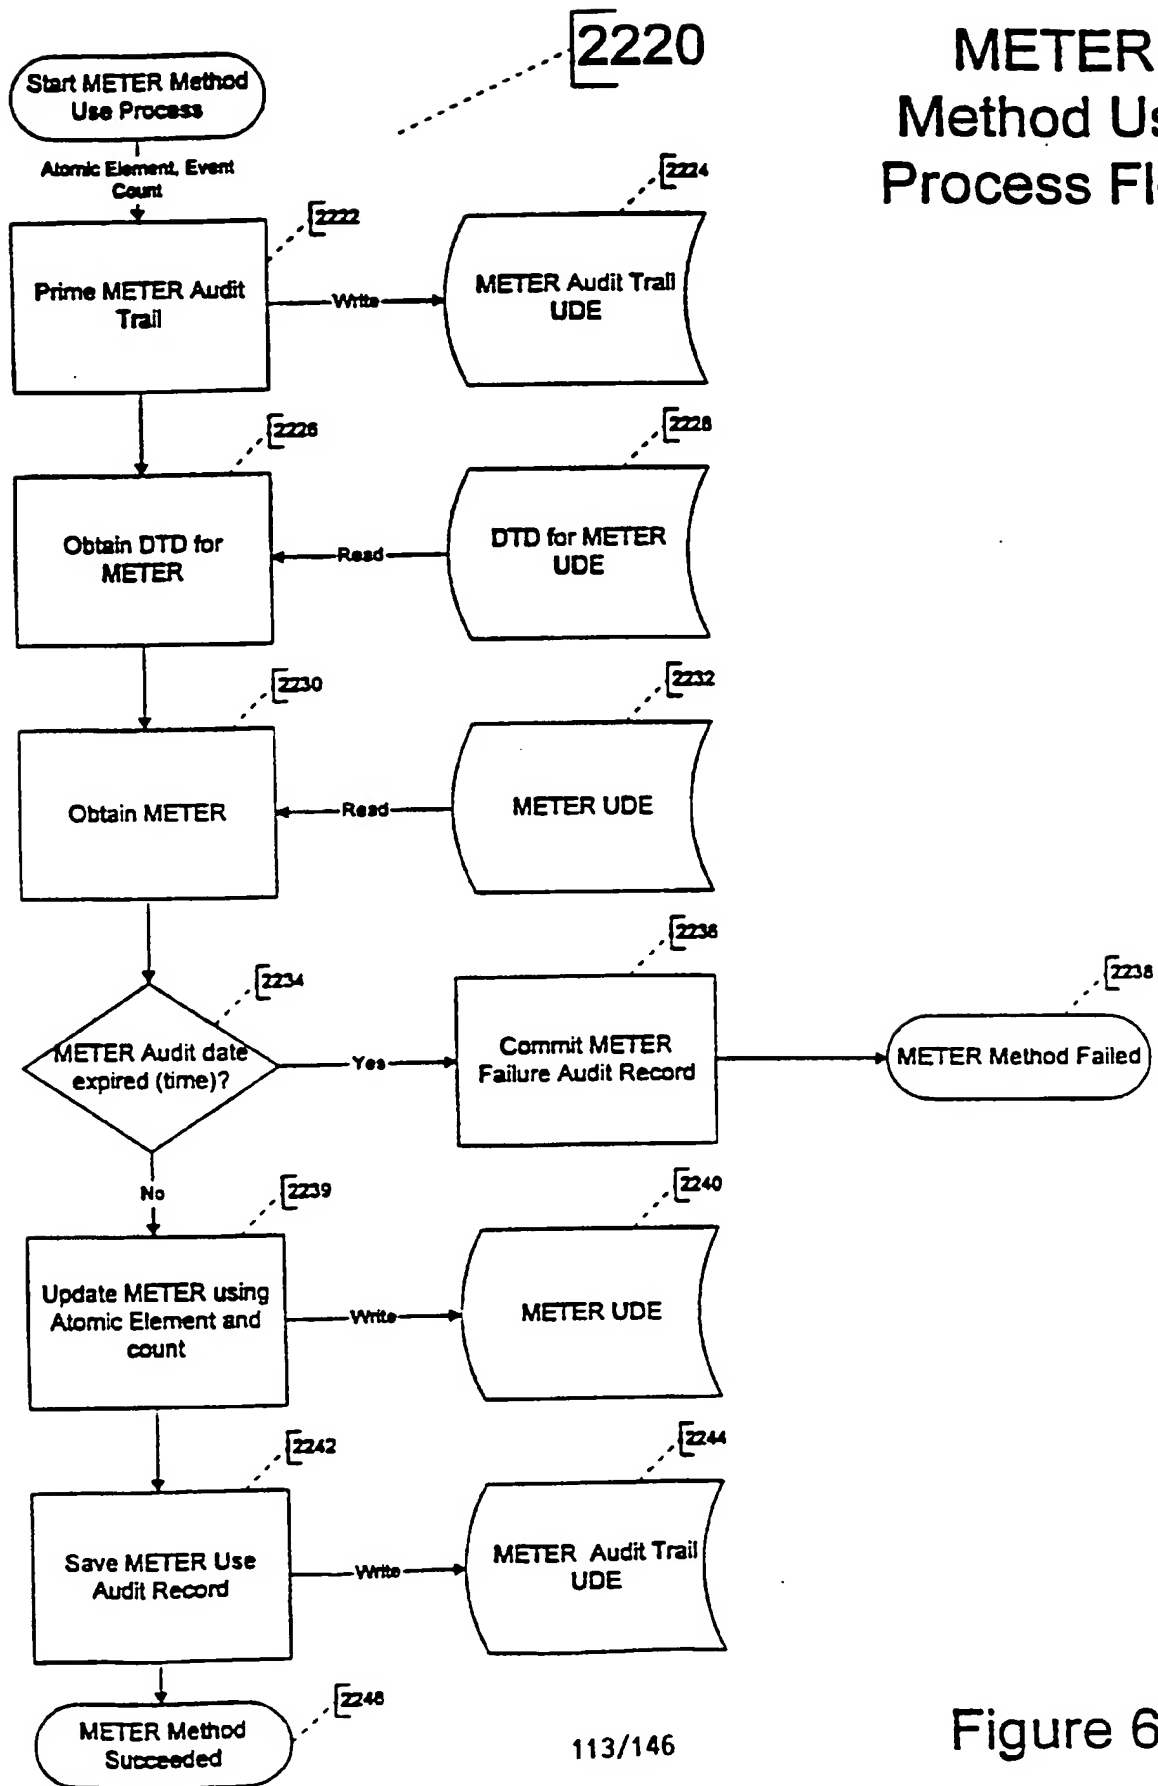 2220
METER
Method Us
Process Fl
Start METER Method
Use Process
Atomic Element, Event
Count
2222
2224
Prime METER Audit
Trail
Write
METER Audit Trail
UDE
2226
2228
Obtain DTD for
METER
Read
DTD for METER
UDE
2230
2232
Obtain METER
Read
METER UDE
2234
2236
2238
METER Audit date
expired (time)?
Yes
Commit METER
Failure Audit Record
METER Method Failed
No
2239
2240
Update METER using
Atomic Element and
count
Write
METER UDE
2242
2244
Save METER Use
Audit Record
Write
METER Audit Trail
UDE
2246
METER Method
Succeeded
113/146
Figure 6